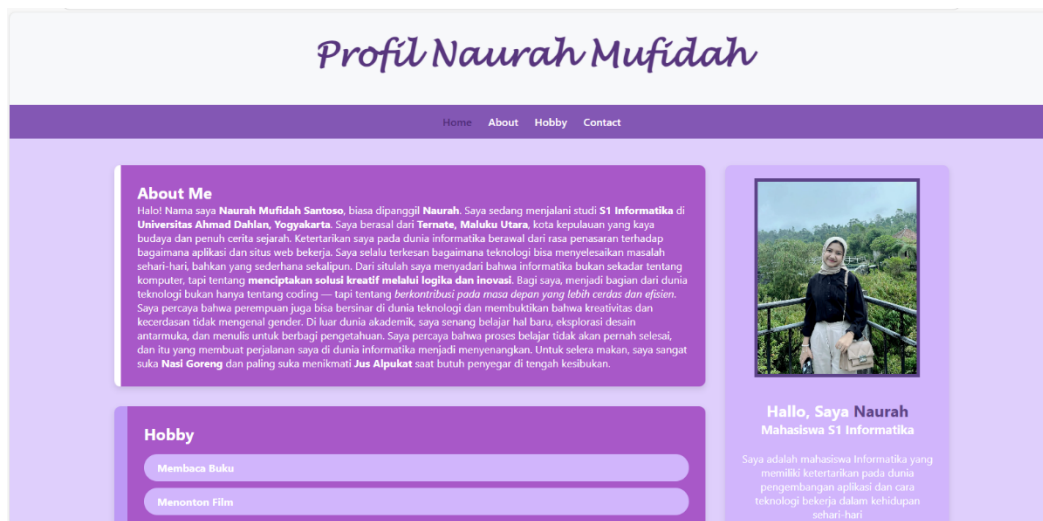 Profil Naurah Mufidah
Home About Hobby Contact
About Me
Halo! Nama saya Naurah Mufidah Santoso, biasa dipanggil Naurah. Saya sedang menjalani studi S1 Informatika di
Universitas Ahmad Dahlan, Yogyakarta. Saya berasal dari Ternate, Maluku Utara, kota kepulauan yang kaya
budaya dan penuh cerita sejarah. Ketertarikan saya pada dunia informatika berawal dari rasa penasaran terhadap
bagaimana aplikasi dan situs web bekerja. Saya selalu terkesan bagaimana teknologi bisa menyelesaikan masalah
sehari-hari, bahkan yang sederhana sekalipun. Dari situlah saya menyadari bahwa informatika bukan sekadar tentang
komputer, tapi tentang menciptakan solusi kreatif melalui logika dan inovasi. Bagi saya, menjadi bagian dari dunia
teknologi bukan hanya tentang coding — tapi tentang berkontribusi pada masa depan yang lebih cerdas dan efisien.
Saya percaya bahwa perempuan juga bisa bersinar di dunia teknologi dan membuktikan bahwa kreativitas dan
kecerdasan tidak mengenal gender. Di luar dunia akademik, saya senang belajar hal baru, eksplorasi desain
antarmuka, dan menulis untuk berbagi pengetahuan. Saya percaya bahwa proses belajar tidak akan pernah selesai,
dan itu yang membuat perjalanan saya di dunia informatika menjadi menyenangkan. Untuk selera makan, saya sangat
suka Nasi Goreng dan paling suka menikmati Jus Alpukat saat butuh penyegar di tengah kesibukan.
Hobby
Membaca Buku
Menonton Film
Hallo, Saya Naurah
Mahasiswa S1 Informatika
Saya adalah mahasiswa Informatika yang
memiliki ketertarikan pada dunia
pengembangan aplikasi dan cara
teknologi bekerja dalam kehidupan
sehari-hari